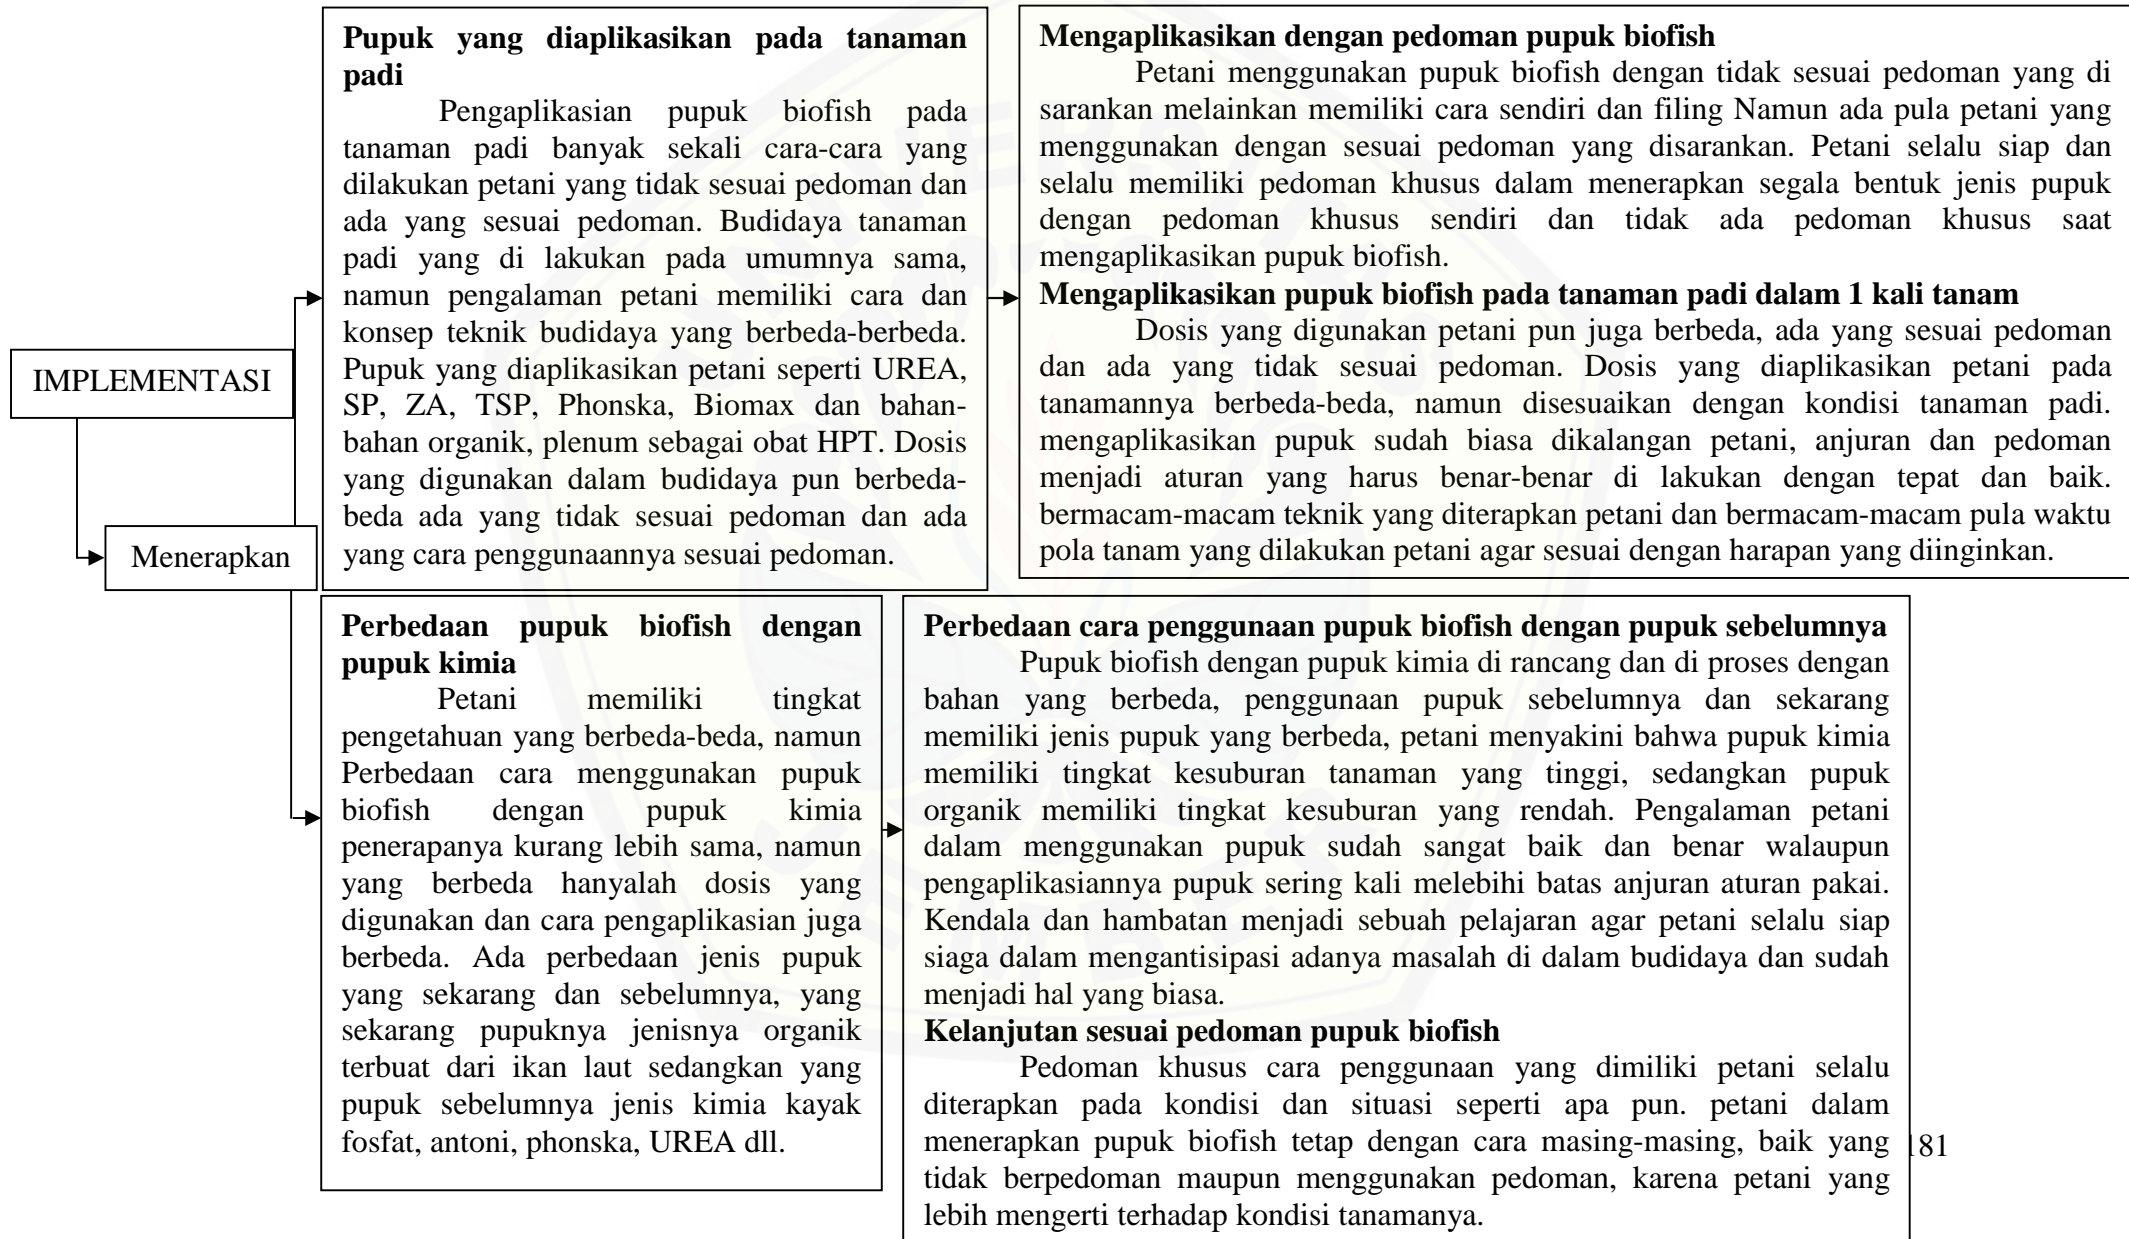 IMPLEMENTASI
Menerapkan
Pupuk yang diaplikasikan pada tanaman
padi
Pengaplikasian pupuk biofish pada
tanaman padi banyak sekali cara-cara yang
dilakukan petani yang tidak sesuai pedoman dan
ada yang sesuai pedoman. Budidaya tanaman
padi yang di lakukan pada umumnya sama,
namun pengalaman petani memiliki cara dan
konsep teknik budidaya yang berbeda-berbeda.
Pupuk yang diaplikasikan petani seperti UREA,
SP, ZA, TSP, Phonska, Biomax dan bahan-
bahan organik, plenum sebagai obat HPT. Dosis
yang digunakan dalam budidaya pun berbeda-
beda ada yang tidak sesuai pedoman dan ada
yang cara penggunaannya sesuai pedoman.
Mengaplikasikan dengan pedoman pupuk biofish
Petani menggunakan pupuk biofish dengan tidak sesuai pedoman yang di
sarankan melainkan memiliki cara sendiri dan filing Namun ada pula petani yang
menggunakan dengan sesuai pedoman yang disarankan. Petani selalu siap dan
selalu memiliki pedoman khusus dalam menerapkan segala bentuk jenis pupuk
dengan pedoman khusus sendiri dan tidak ada pedoman khusus saat
mengaplikasikan pupuk biofish.
Mengaplikasikan pupuk biofish pada tanaman padi dalam 1 kali tanam
Dosis yang digunakan petani pun juga berbeda, ada yang sesuai pedoman
dan ada yang tidak sesuai pedoman. Dosis yang diaplikasikan petani pada
tanamannya berbeda-beda, namun disesuaikan dengan kondisi tanaman padi.
mengaplikasikan pupuk sudah biasa dikalangan petani, anjuran dan pedoman
menjadi aturan yang harus benar-benar di lakukan dengan tepat dan baik.
bermacam-macam teknik yang diterapkan petani dan bermacam-macam pula waktu
pola tanam yang dilakukan petani agar sesuai dengan harapan yang diinginkan.
Perbedaan pupuk biofish dengan
pupuk kimia
Petani memiliki tingkat
pengetahuan yang berbeda-beda, namun
Perbedaan cara menggunakan pupuk
biofish dengan pupuk kimia
penerapanya kurang lebih sama, namun
yang berbeda hanyalah dosis yang
digunakan dan cara pengaplikasian juga
berbeda. Ada perbedaan jenis pupuk
yang sekarang dan sebelumnya, yang
sekarang pupuknya jenisnya organik
terbuat dari ikan laut sedangkan yang
pupuk sebelumnya jenis kimia kayak
fosfat, antoni, phonska, UREA dll.
Perbedaan cara penggunaan pupuk biofish dengan pupuk sebelumnya
Pupuk biofish dengan pupuk kimia di rancang dan di proses dengan
bahan yang berbeda, penggunaan pupuk sebelumnya dan sekarang
memiliki jenis pupuk yang berbeda, petani menyakini bahwa pupuk kimia
memiliki tingkat kesuburan tanaman yang tinggi, sedangkan pupuk
organik memiliki tingkat kesuburan yang rendah. Pengalaman petani
dalam menggunakan pupuk sudah sangat baik dan benar walaupun
pengaplikasiannya pupuk sering kali melebihi batas anjuran aturan pakai.
Kendala dan hambatan menjadi sebuah pelajaran agar petani selalu siap
siaga dalam mengantisipasi adanya masalah di dalam budidaya dan sudah
menjadi hal yang biasa.
Kelanjutan sesuai pedoman pupuk biofish
Pedoman khusus cara penggunaan yang dimiliki petani selalu
diterapkan pada kondisi dan situasi seperti apa pun. petani dalam
menerapkan pupuk biofish tetap dengan cara masing-masing, baik yang
tidak berpedoman maupun menggunakan pedoman, karena petani yang
lebih mengerti terhadap kondisi tanamanya.
181
UNIVERSITAS
JEMBER